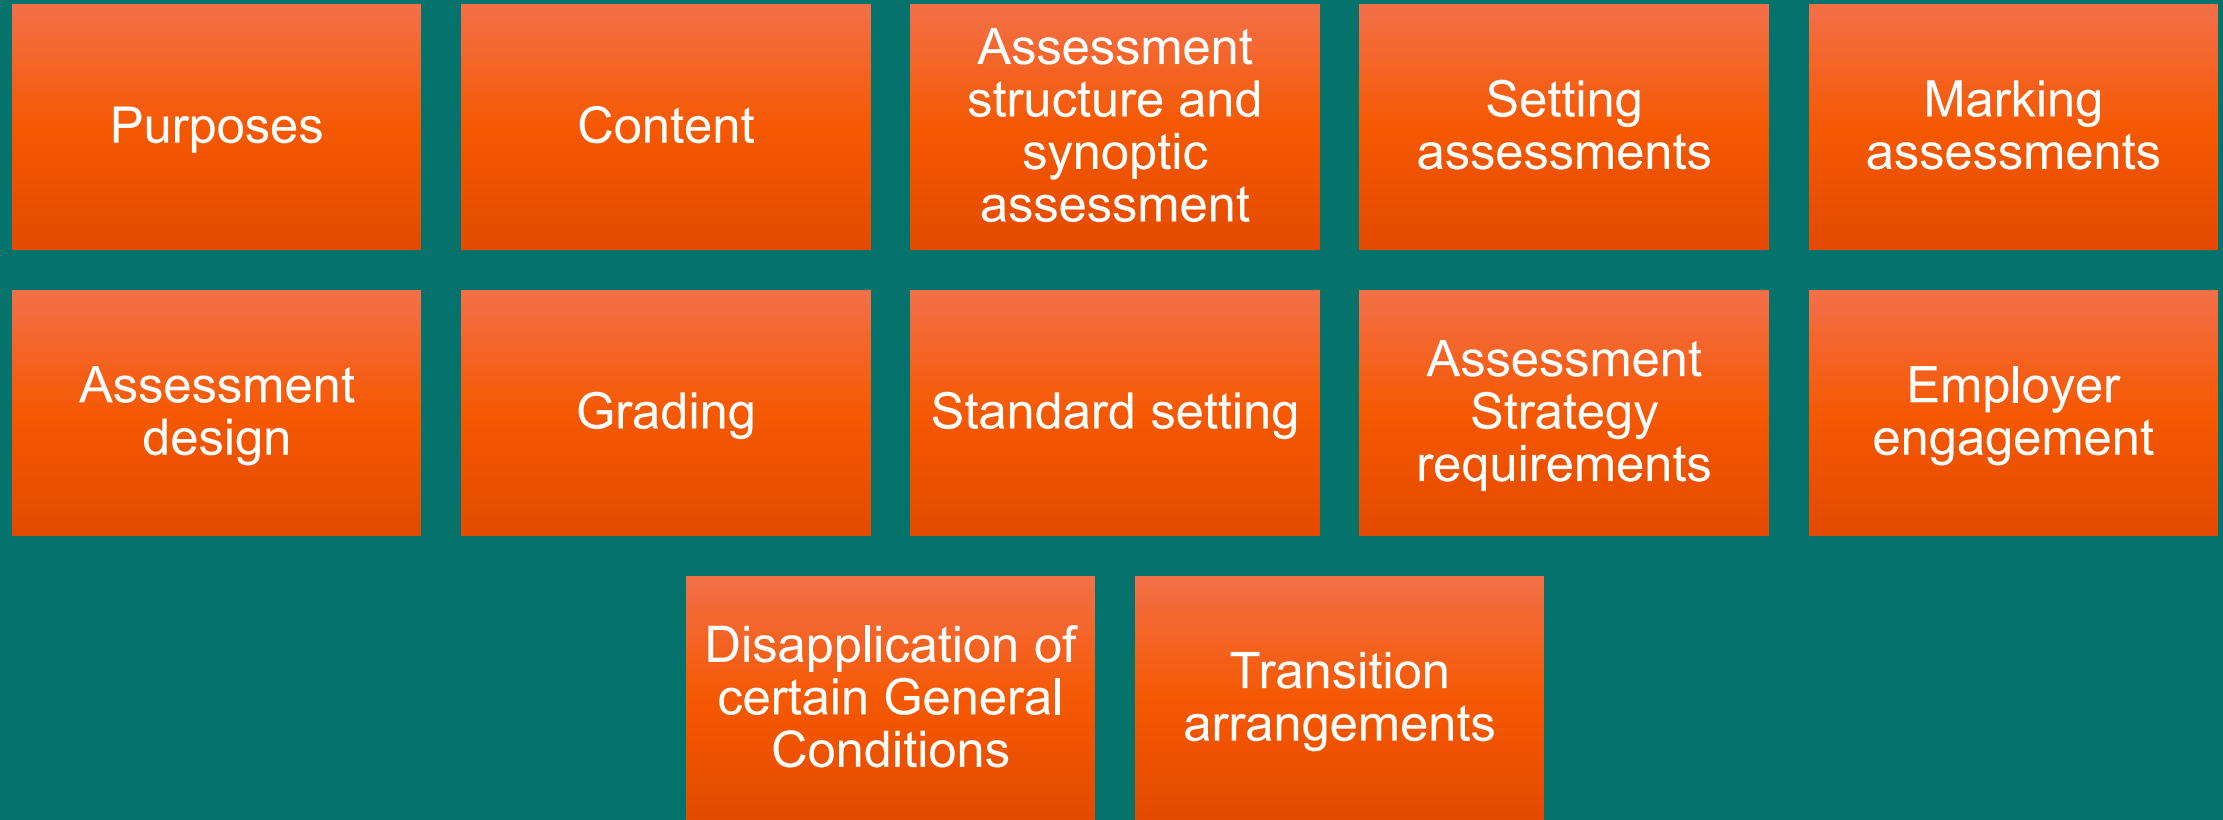 Purposes
Content
Assessment
structure and
synoptic
assessment
Setting
assessments
Marking
assessments
Assessment
design
Grading
Standard setting
Assessment
Strategy
requirements
Employer
engagement
Disapplication of
certain General
Conditions
Transition
arrangements